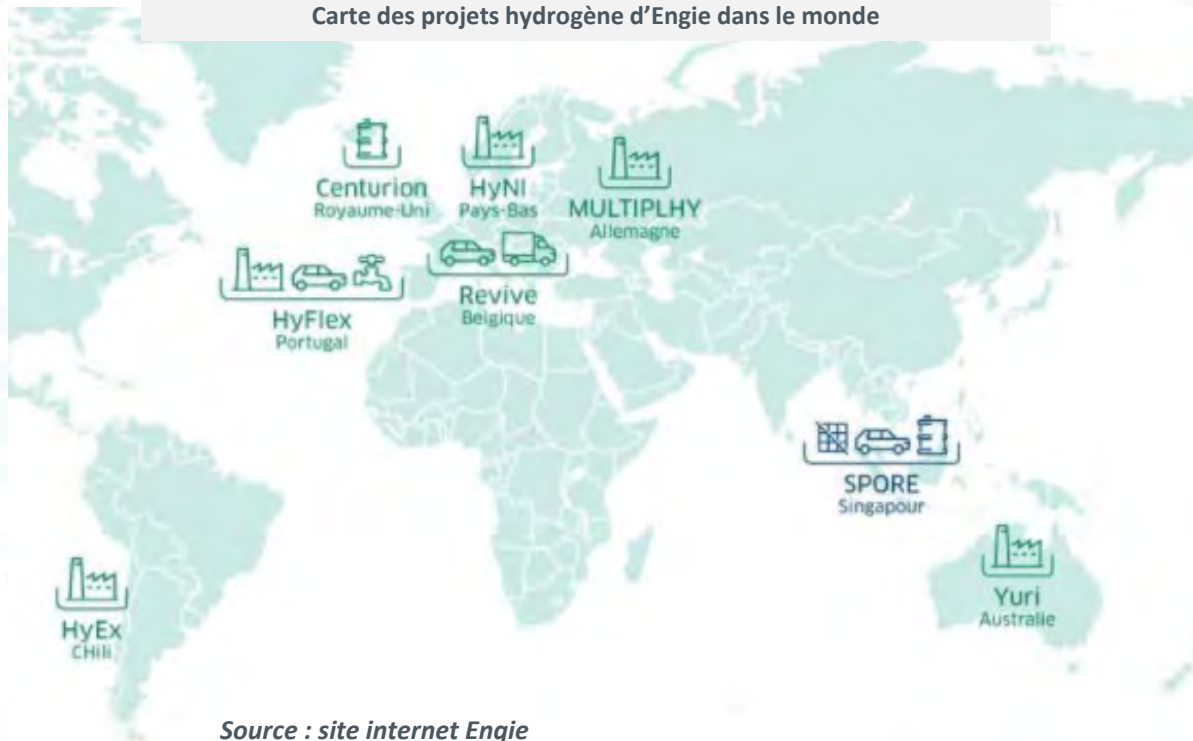 Carte des projets hydrogène d’Engie dans le monde
Centurion
Royaume-Uni
HyNI
Pays-Bas
MULTIPLHY
Allemagne
HyFlex
Portugal
Revive
Belgique
SPORE
Singapour
Yuri
Australie
HyEx
CHili
Source : site internet Engie